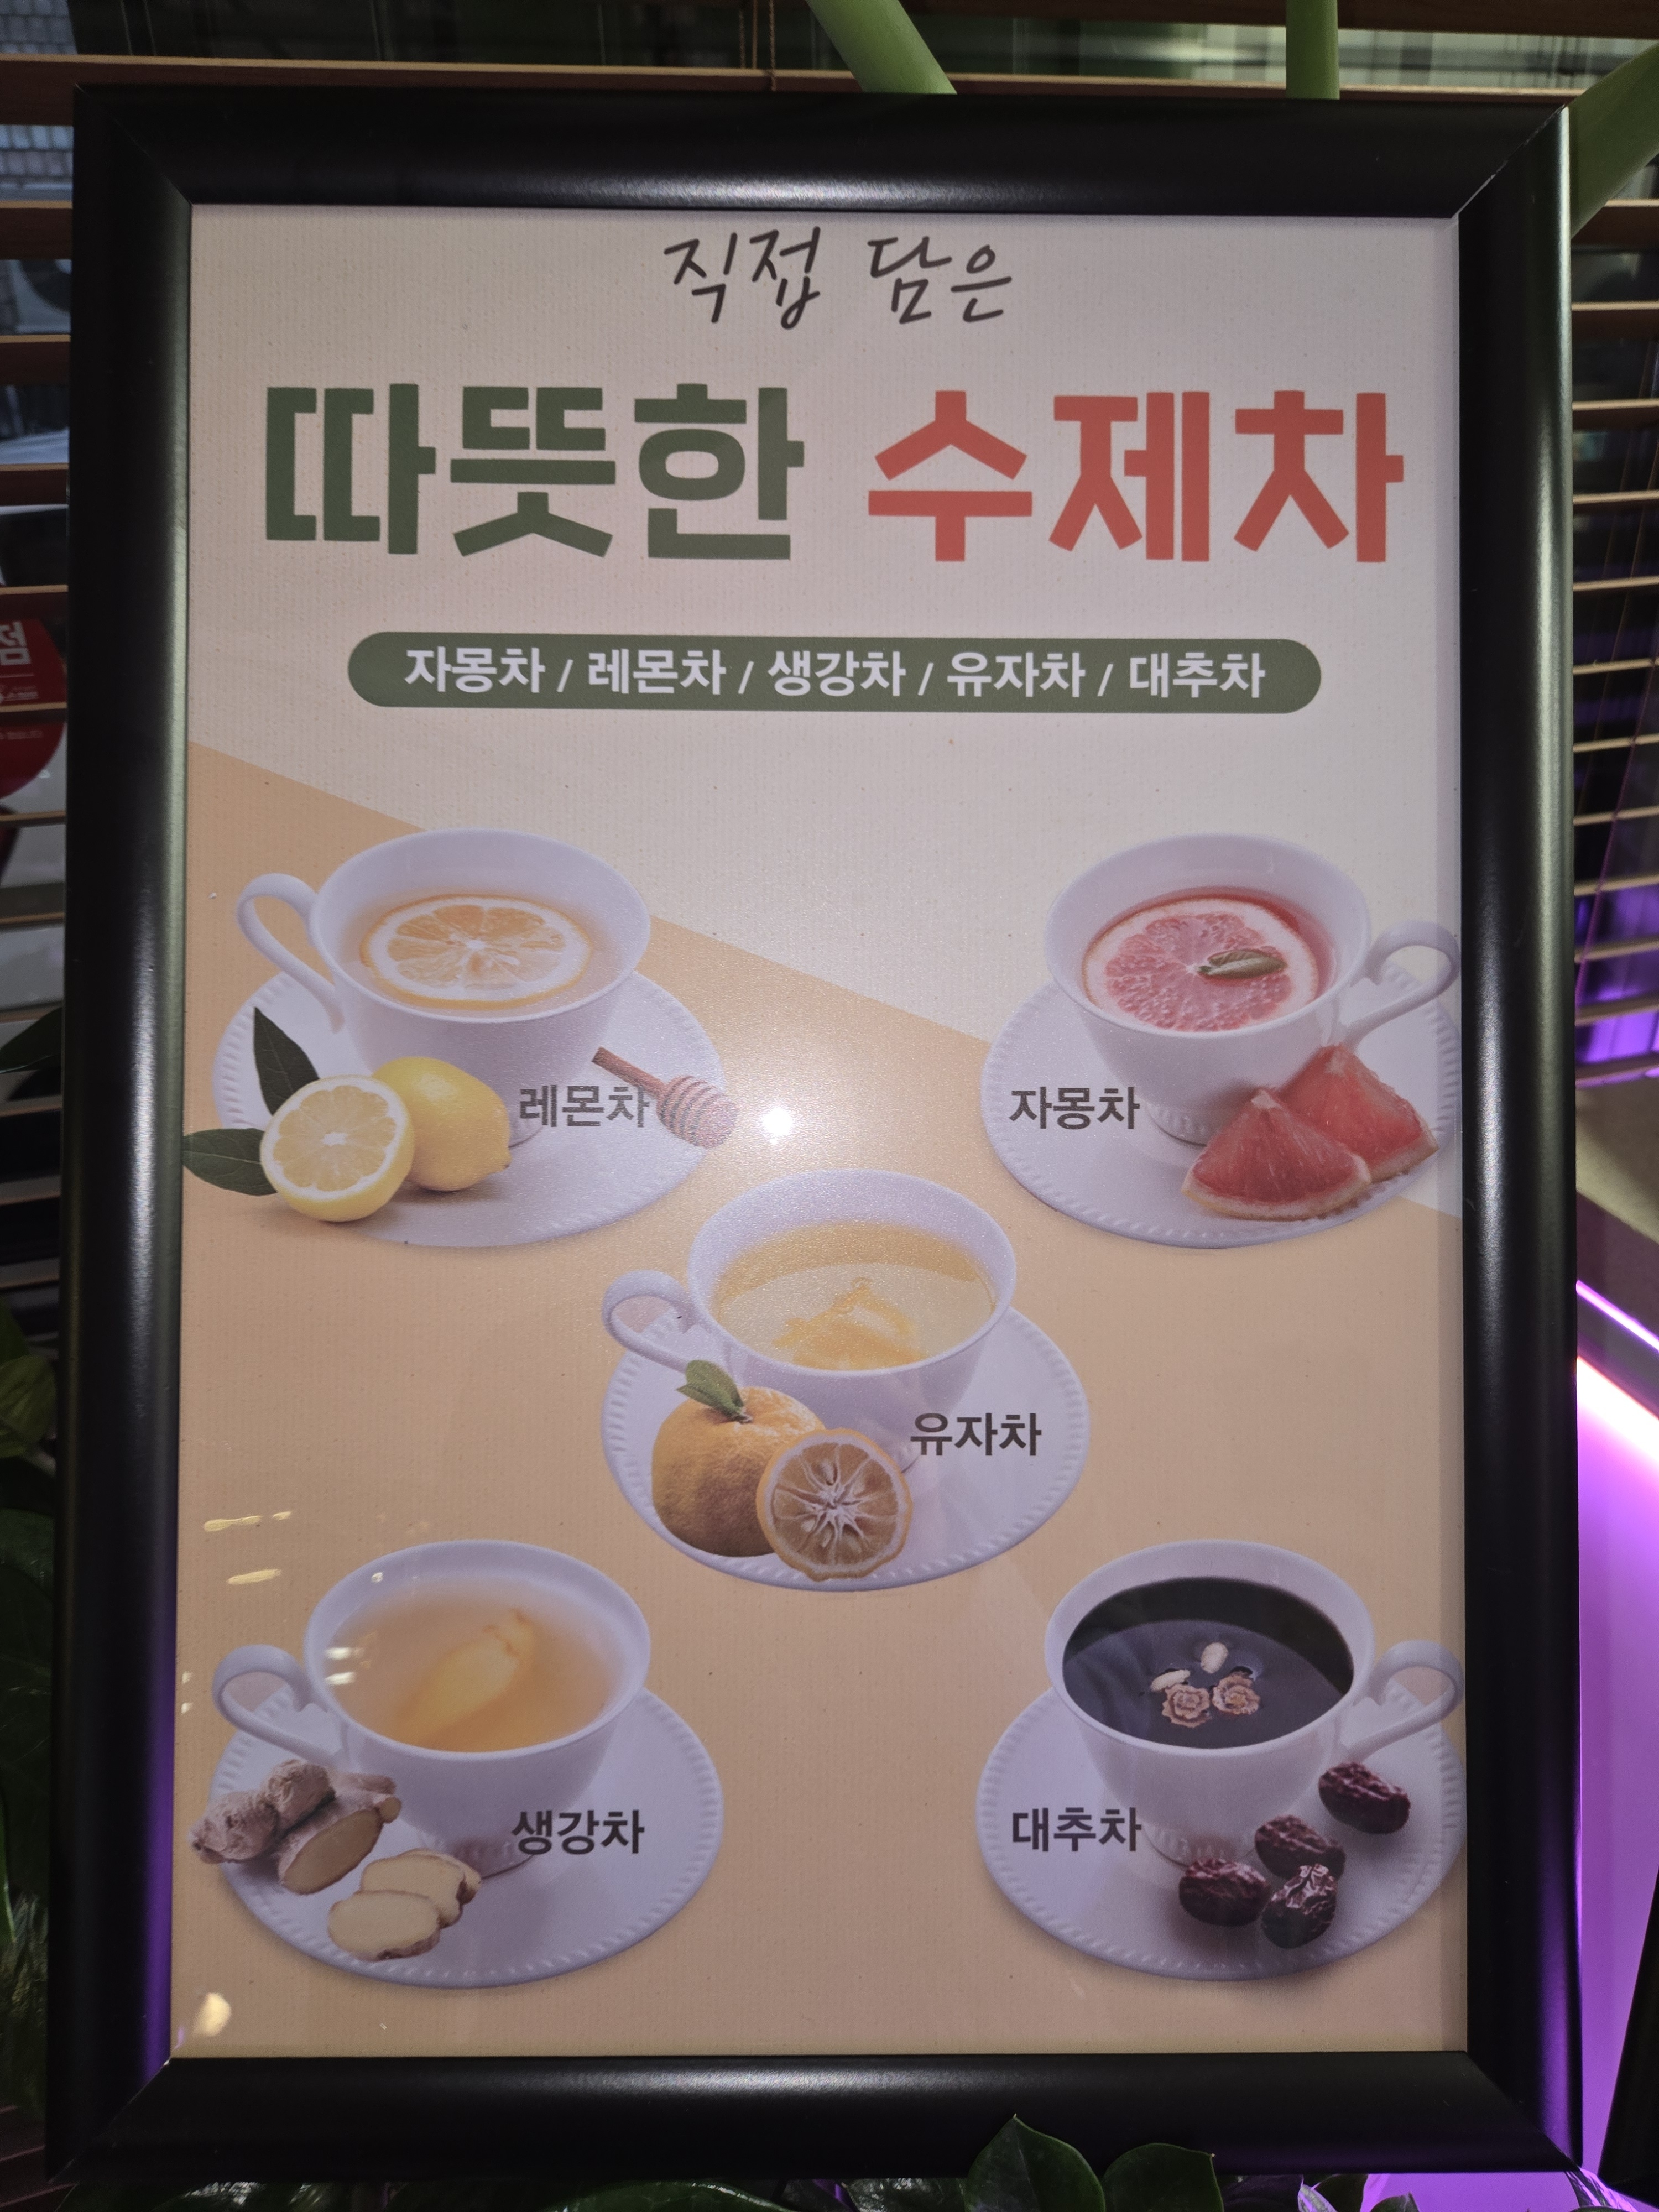 직접 담은
따뜻한 수제차
자몽차 / 레몬차 / 생강차 / 유자차 / 대추차
레몬차
자몽차
유자차
생강차
대추차
점